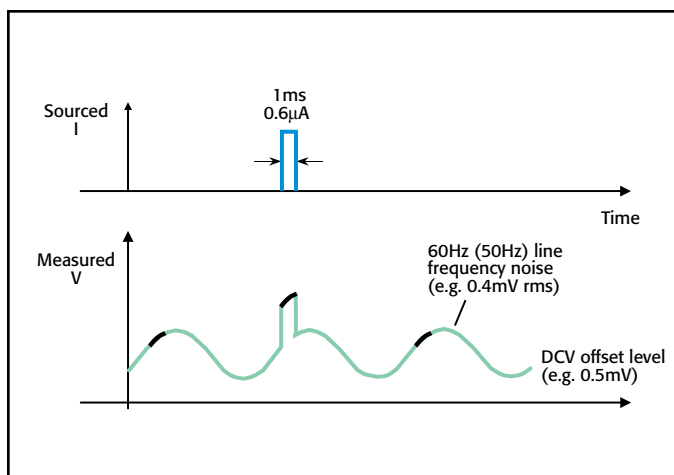 1ms
0.6µA
Sourced
I
Time
Measured
V
60Hz (50Hz) line
frequency noise
(e.g. 0.4mV rms)
DCV offset level
(e.g. 0.5mV)